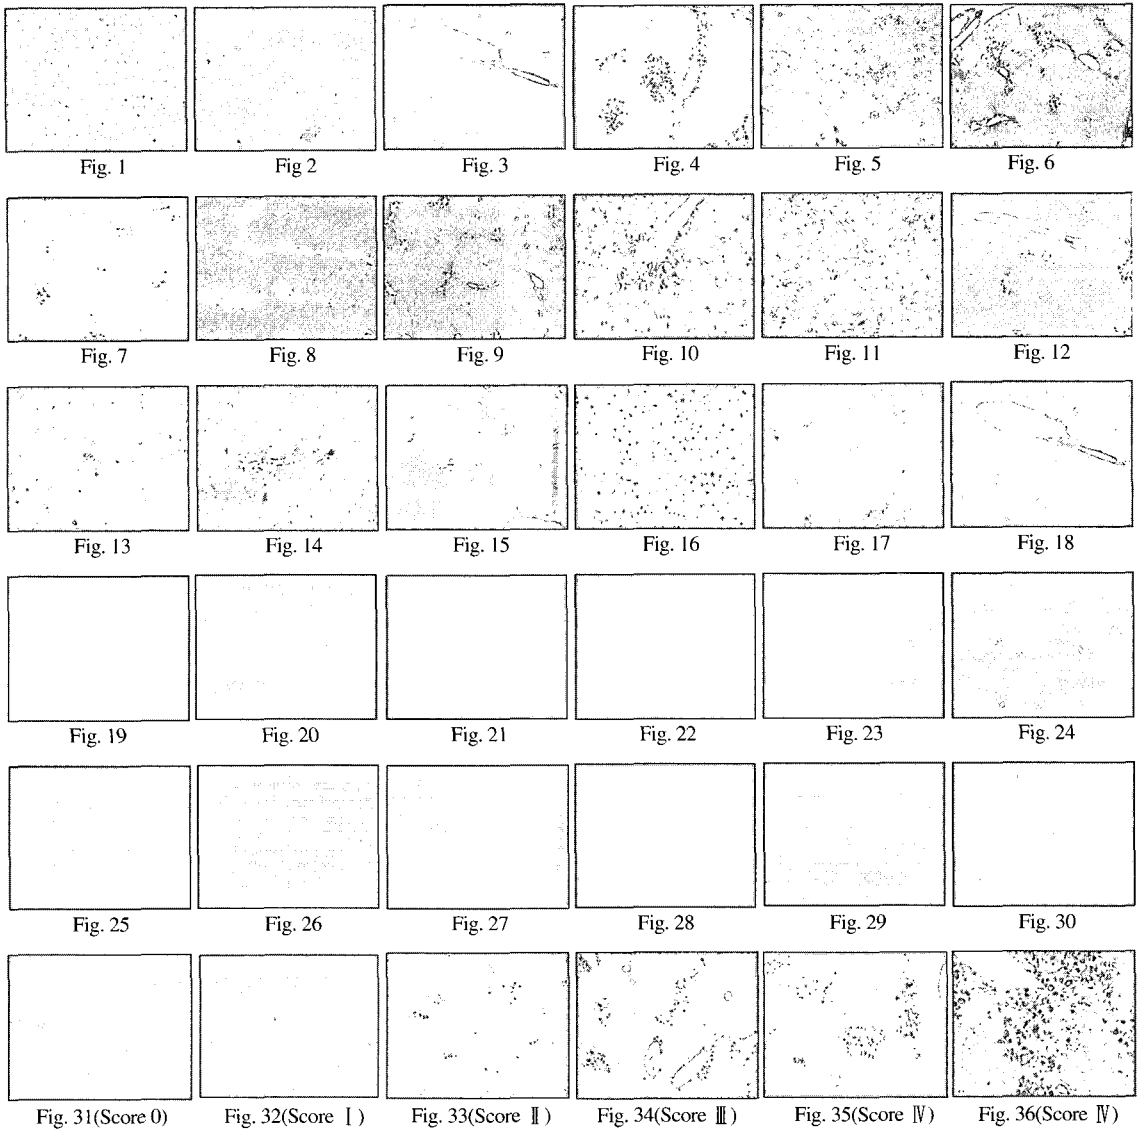 Fig. 1 Fig 2 Fig. 3 Fig. 4 Fig. 5 Fig. 6
Fig. 7 Fig. 8 Fig. 9 Fig. 10 Fig. 11 Fig. 12
Fig. 13 Fig. 14 Fig. 15 Fig. 16 Fig. 17 Fig. 18
Fig. 19 Fig. 20 Fig. 21 Fig. 22 Fig. 23 Fig. 24
Fig. 25 Fig. 26 Fig. 27 Fig. 28 Fig. 29 Fig. 30
Fig. 31(Score 0) Fig. 32(Score Ⅰ) Fig. 33(Score Ⅱ) Fig. 34(Score Ⅲ) Fig. 35(Score Ⅳ) Fig. 36(Score Ⅳ)